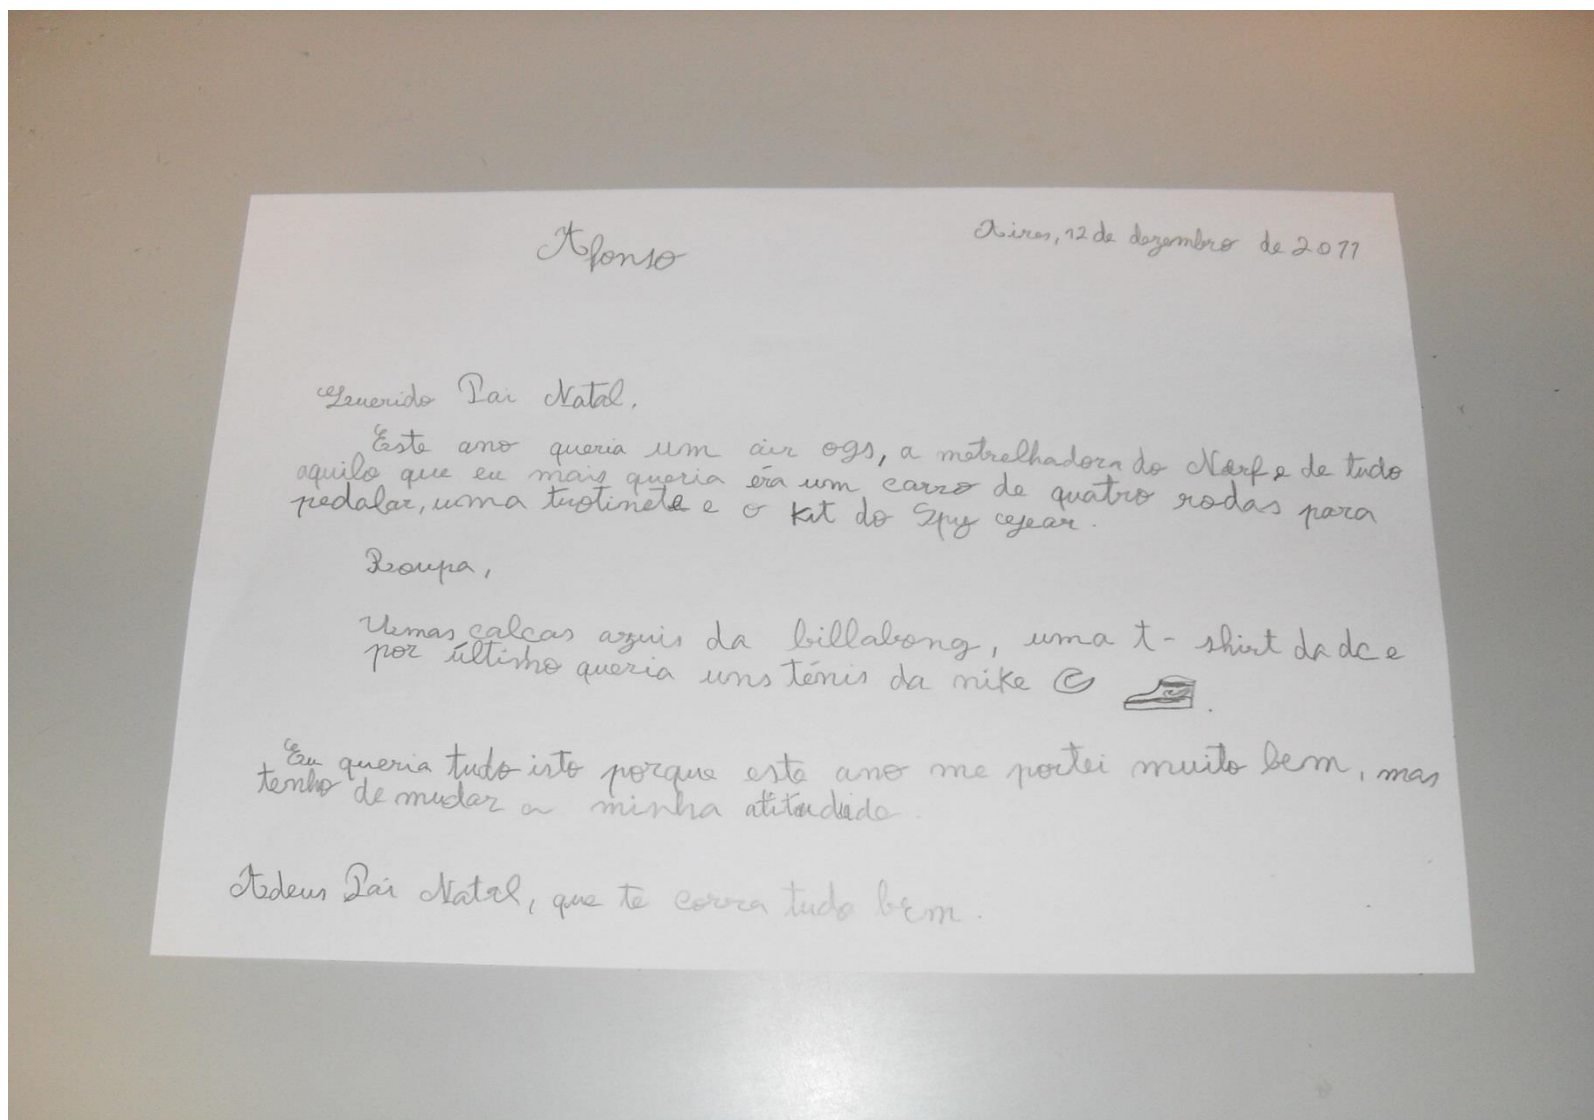 Afonso
Aires, 12 de dezembro de 2011
Querido Pai Natal,
Este ano queria um air ogs, a metrelhadora do Nerf e de tudo
aquilo que eu mais queria éra um carro de quatro rodas para
pedalar, uma trotinete e o kit do Spy gear.
Roupa,
Umas calcas azuis da billabong, uma t-shirt da dc e
por último queria uns ténis da nike
Eu queria tudo isto porque este ano me portei muito bem, mas
tenho de mudar a minha
Adeus Pai Natal, que te corra tudo bem.